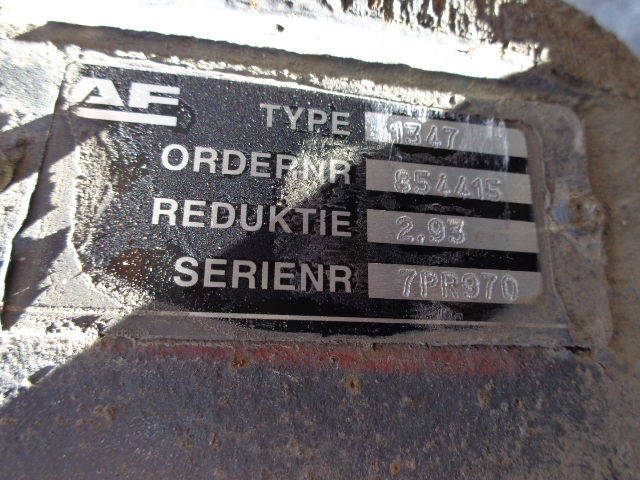 AF
TYPE 1347
ORDERNR 854415
REDUKTIE 2.93
SERIENR 7PR970